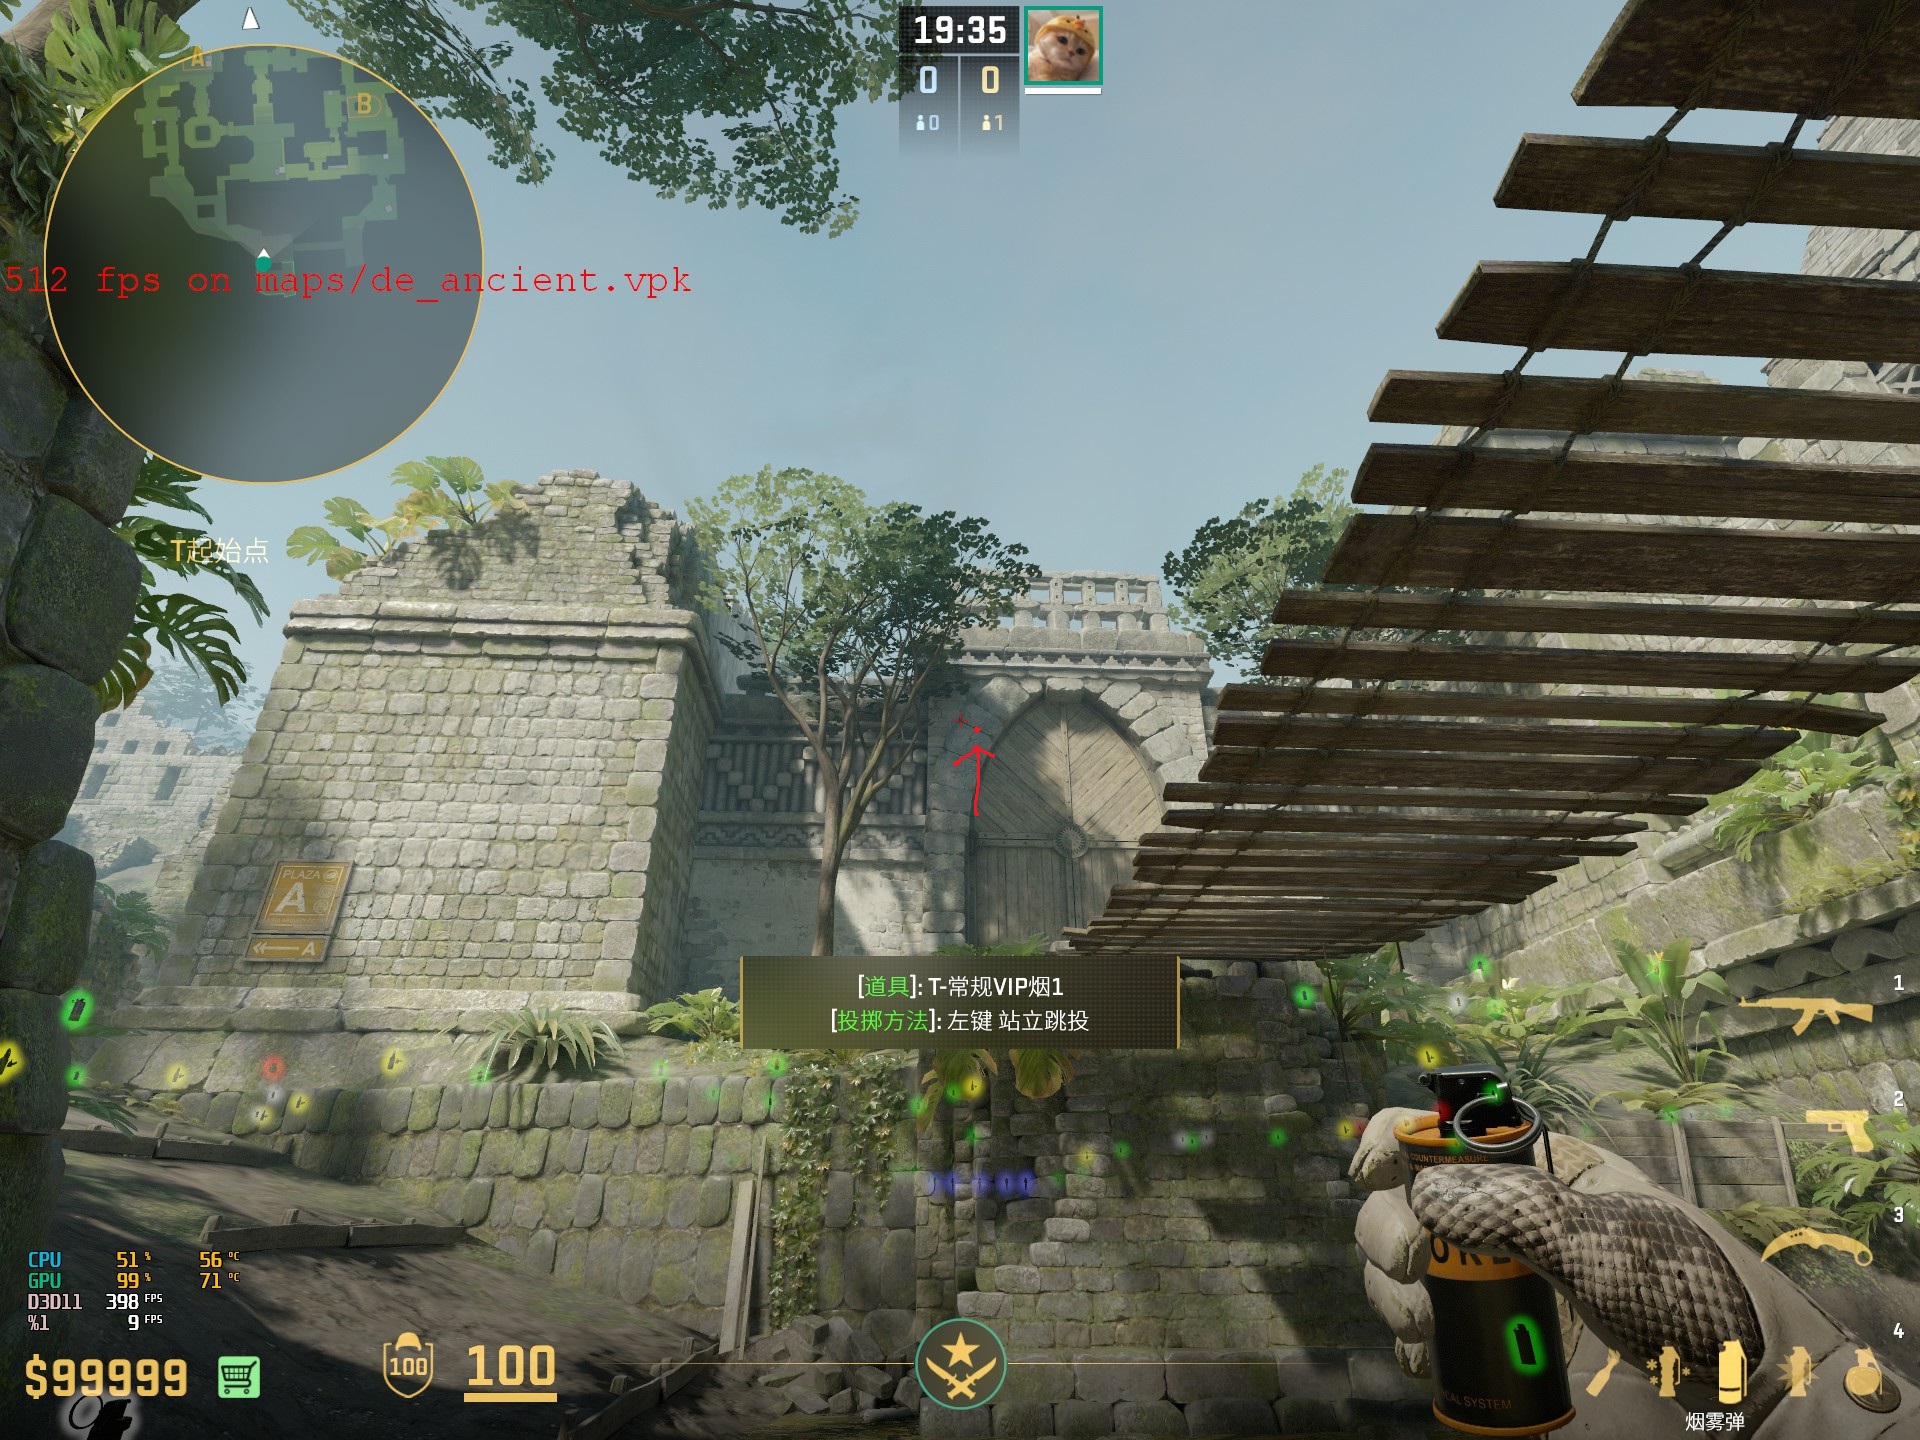 19:35
0 0
0 1
A
B
512 fps on maps/de_ancient.vpk
T起始点
PLAZA
A
A
[道具]: T-常规VIP烟1
[投掷方法]: 左键 站立跳投
1
2
3
4
COUNTERMEASURE
CPU 51 % 56 °C
GPU 99 % 71 °C
D3D11 398 FPS
%1 9 FPS
$99999
100
100
烟雾弹